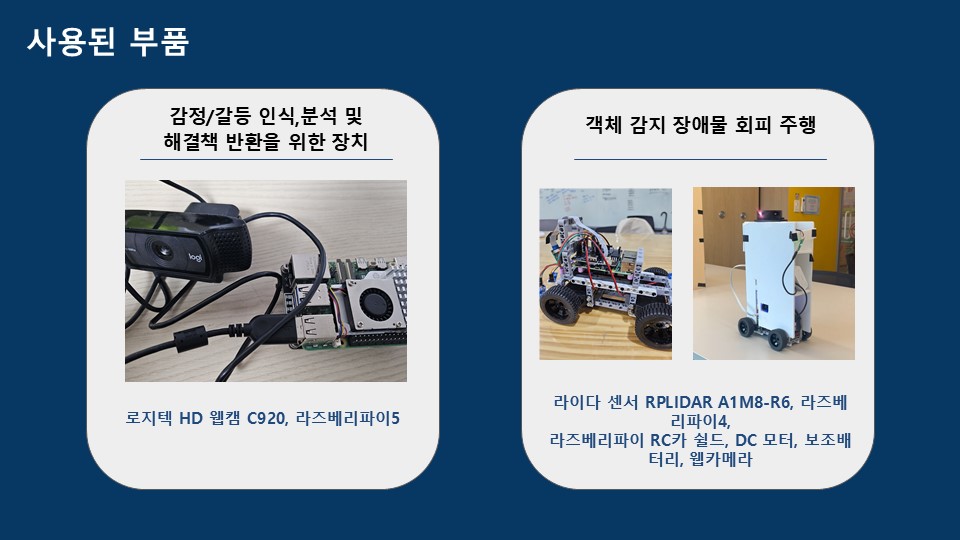 사용된 부품
감정/갈등 인식,분석 및
해결책 반환을 위한 장치
logi
로지텍 HD 웹캠 C920, 라즈베리파이5
객체 감지 장애물 회피 주행
라이다 센서 RPLIDAR A1M8-R6, 라즈베
리파이4,
라즈베리파이 RC카 쉴드, DC 모터, 보조배
터리, 웹카메라